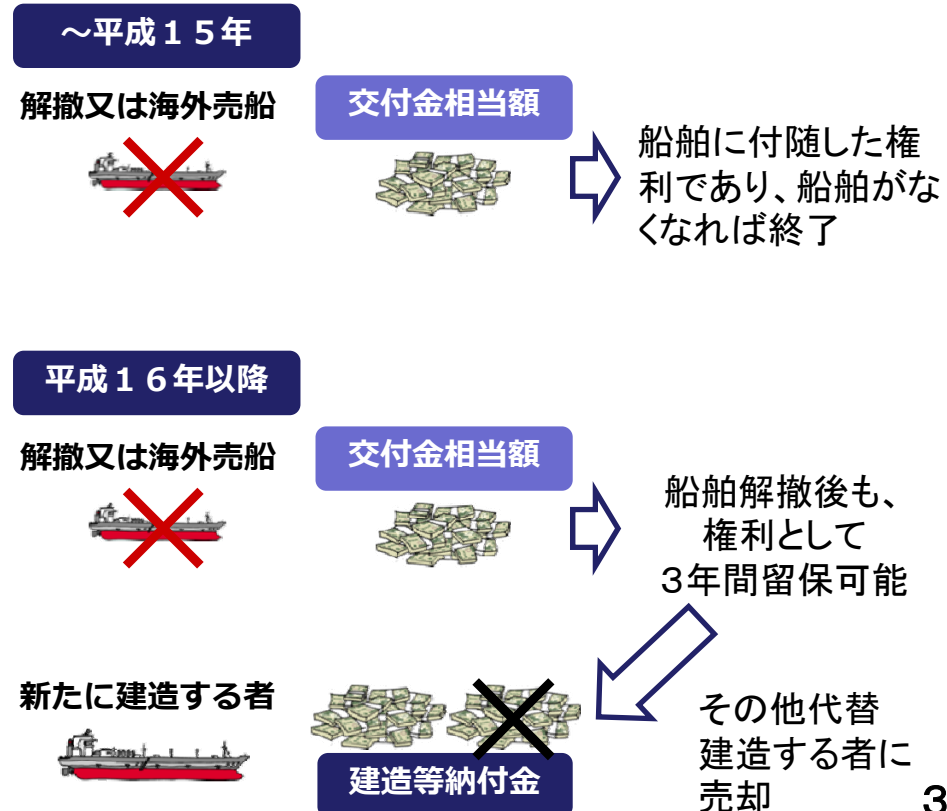 ～平成１５年
解撤又は海外売船
交付金相当額
船舶に付随した権
利であり、船舶がな
くなれば終了
平成１６年以降
解撤又は海外売船
交付金相当額
船舶解撤後も、
権利として
３年間留保可能
新たに建造する者
建造等納付金
その他代替
建造する者に
売却
3